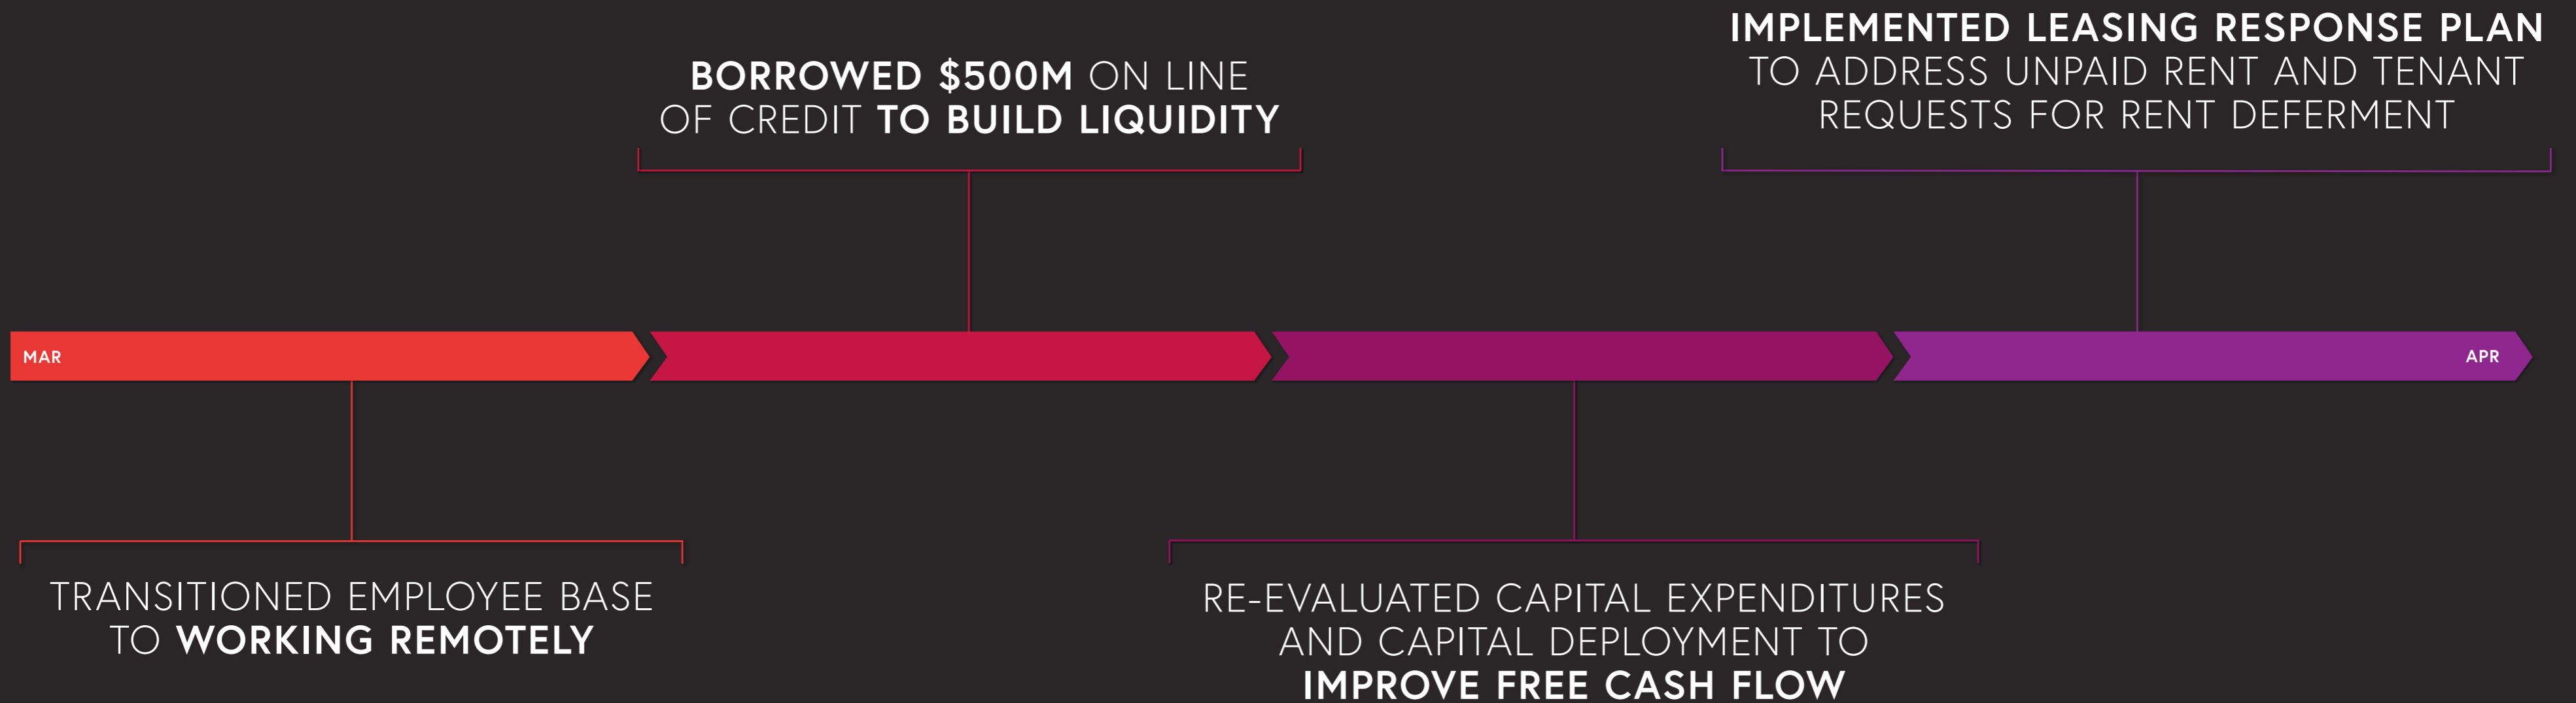 IMPLEMENTED LEASING RESPONSE PLAN
TO ADDRESS UNPAID RENT AND TENANT
REQUESTS FOR RENT DEFERMENT
BORROWED $500M ON LINE
OF CREDIT TO BUILD LIQUIDITY
MAR
APR
TRANSITIONED EMPLOYEE BASE
TO WORKING REMOTELY
RE-EVALUATED CAPITAL EXPENDITURES
AND CAPITAL DEPLOYMENT TO
IMPROVE FREE CASH FLOW